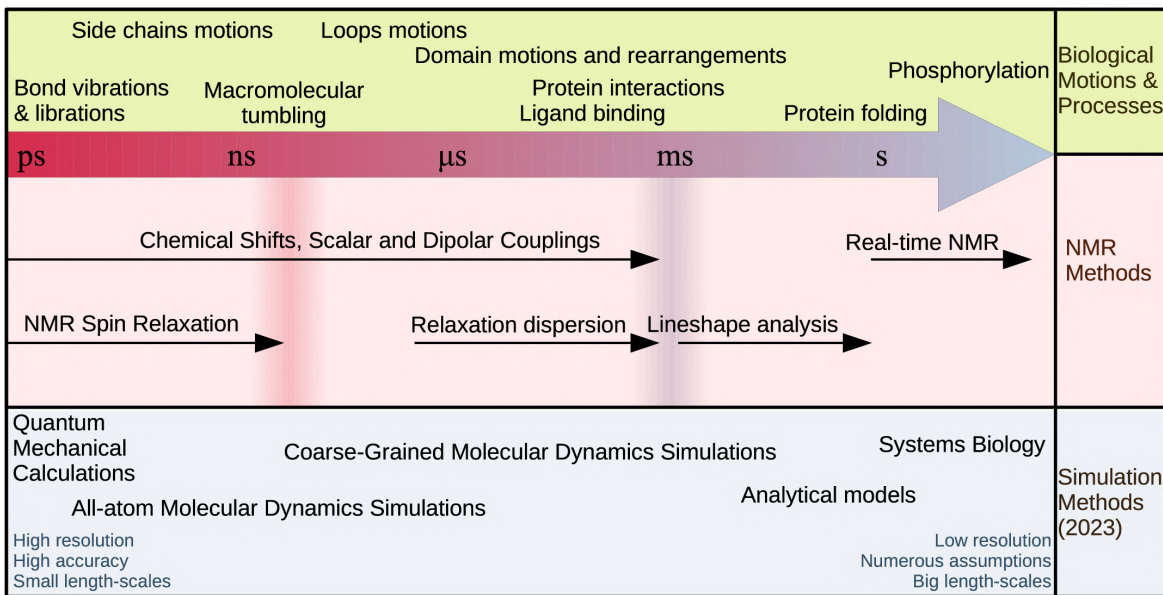 Side chains motions
Loops motions
Domain motions and rearrangements
Phosphorylation
Bond vibrations
& librations
Macromolecular
tumbling
Protein interactions
Ligand binding
Protein folding
Biological
Motions &
Processes
ps
ns
μs
ms
s
Chemical Shifts, Scalar and Dipolar Couplings
Real-time NMR
NMR Spin Relaxation
Relaxation dispersion
Lineshape analysis
NMR
Methods
Quantum
Mechanical
Calculations
Coarse-Grained Molecular Dynamics Simulations
Systems Biology
All-atom Molecular Dynamics Simulations
Analytical models
High resolution
High accuracy
Small length-scales
Low resolution
Numerous assumptions
Big length-scales
Simulation
Methods
(2023)